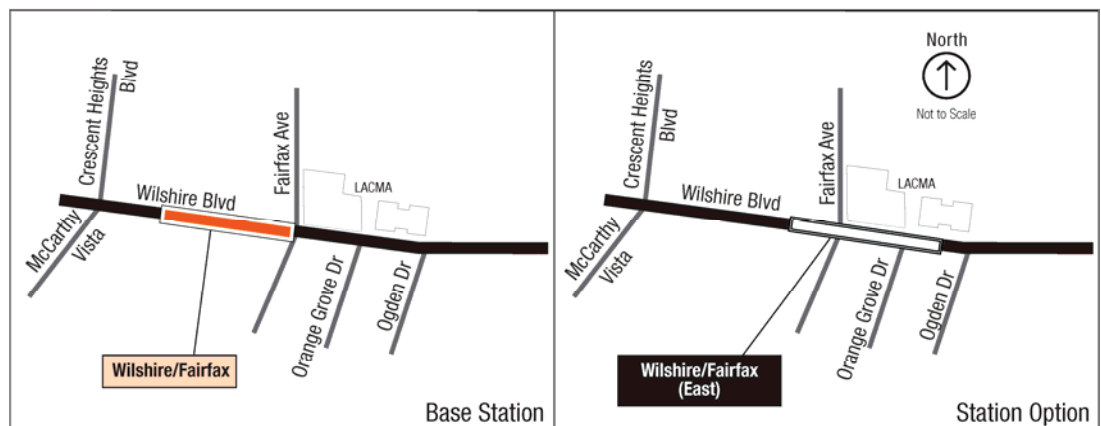 Crescent Heights
Blvd
Fairfax Ave
Wilshire Blvd
LACMA
McCarthy
Vista
Orange Grove Dr
Ogden Dr
Wilshire/Fairfax
Base Station
North
Not to Scale
Crescent Heights
Blvd
Fairfax Ave
Wilshire Blvd
LACMA
McCarthy
Vista
Orange Grove Dr
Ogden Dr
Wilshire/Fairfax
(East)
Station Option